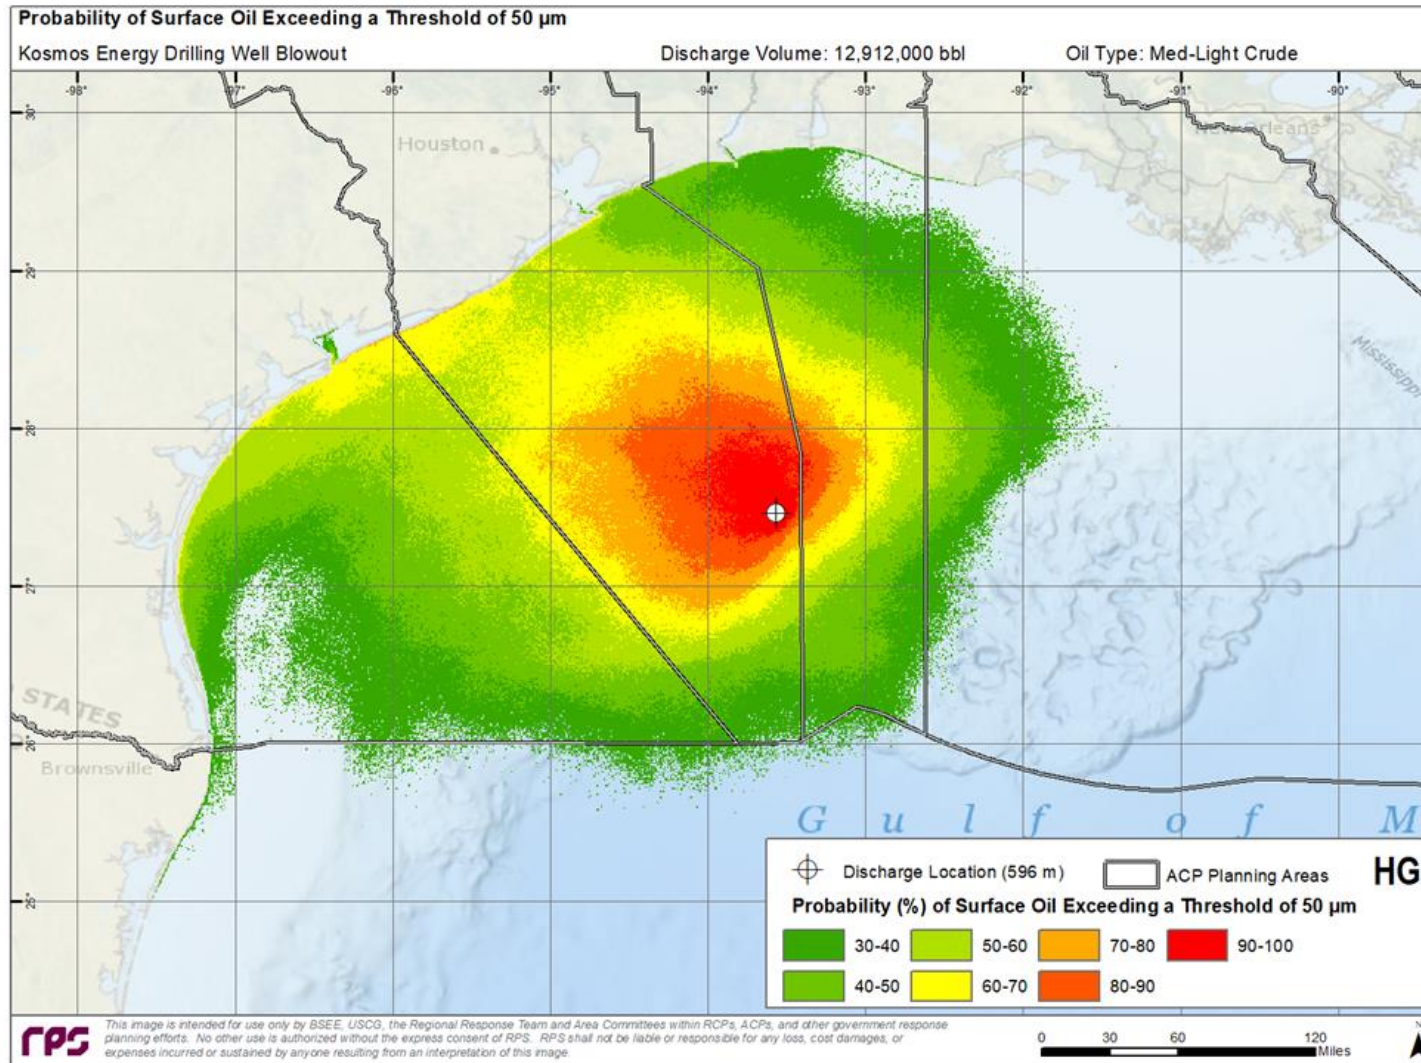 Probability of Surface Oil Exceeding a Threshold of 50 µm
Kosmos Energy Drilling Well Blowout Discharge Volume: 12,912,000 bbl Oil Type: Med-Light Crude
-98° -97° -96° -95° -94° -93° -92° -91° -90°
30°
Houston
New Orleans
29°
Mississippi
28°
27°
STATES
26°
Brownsville
Gulf of M
25°
Discharge Location (596 m) ACP Planning Areas HG
Probability (%) of Surface Oil Exceeding a Threshold of 50 µm
30-40 50-60 70-80 90-100
40-50 60-70 80-90
rps
This image is intended for use only by BSEE, USCG, the Regional Response Team and Area Committees within RCPs, ACPs, and other government response
planning efforts. No other use is authorized without the express consent of RPS. RPS shall not be liable or responsible for any loss, cost damages, or
expenses incurred or sustained by anyone resulting from an interpretation of this image.
0 30 60 120
Miles